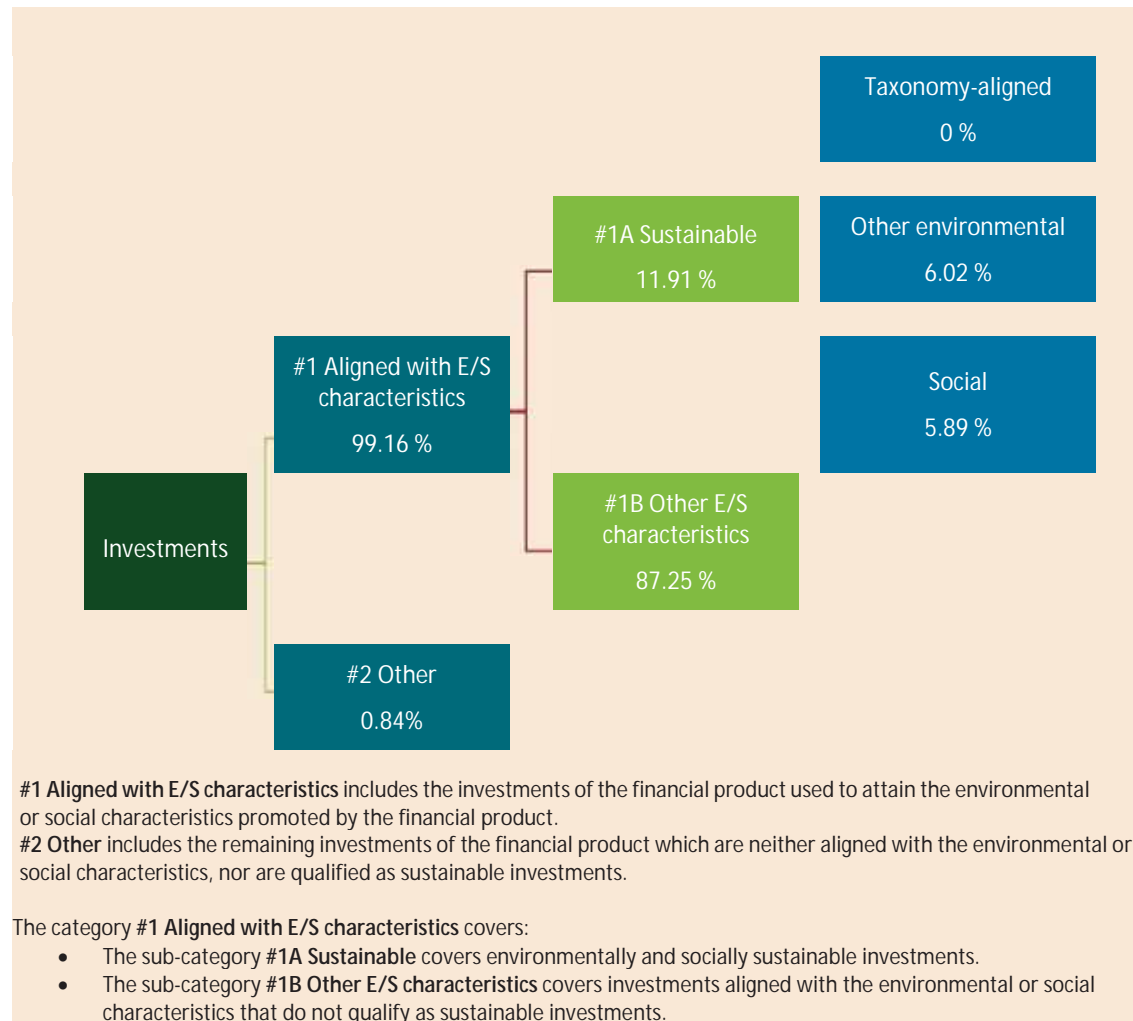 Taxonomy-aligned
0 %
#1A Sustainable
11.91 %
Other environmental
6.02 %
#1 Aligned with E/S
characteristics
99.16 %
Social
5.89 %
Investments
#1B Other E/S
characteristics
87.25 %
#2 Other
0.84%
#1 Aligned with E/S characteristics includes the investments of the financial product used to attain the environmental
or social characteristics promoted by the financial product.
#2 Other includes the remaining investments of the financial product which are neither aligned with the environmental or
social characteristics, nor are qualified as sustainable investments.
The category #1 Aligned with E/S characteristics covers:
• The sub-category #1A Sustainable covers environmentally and socially sustainable investments.
• The sub-category #1B Other E/S characteristics covers investments aligned with the environmental or social
characteristics that do not qualify as sustainable investments.